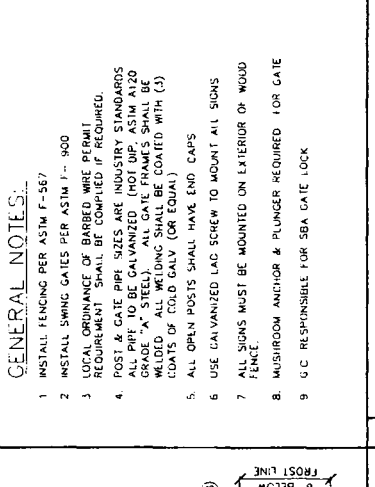 GENERAL NOTES:
1 INSTALL FENCING PER ASTM F-567
2 INSTALL SWING GATES PER ASTM F-- 900
3 LOCAL ORDINANCE OF BARBED WIRE PERMIT
REQUIREMENT SHALL BE COMPLIED IF REQUIRED.
4. POST & GATE PIPE SIZES ARE INDUSTRY STANDARDS
ALL PIPE TO BE GALVANIZED (HOT DIP, ASTM A120
GRADE "A" STEEL). ALL GATE FRAMES SHALL BE
WELDED ALL WELDING SHALL BE COATED WITH (3)
COATS OF COLD GALV (OR EQUAL)
5. ALL OPEN POSTS SHALL HAVE END CAPS
6 USE GALVANIZED LAG SCREW TO MOUNT ALL SIGNS
7 ALL SIGNS MUST BE MOUNTED ON EXTERIOR OF WOOD
FENCE.
8. MUSHROOM ANCHOR & PLUNGER REQUIRED FOR GATE
9 G.C RESPONSIBLE FOR SBA GATE LOCK
6 BELOW
FROST LINE